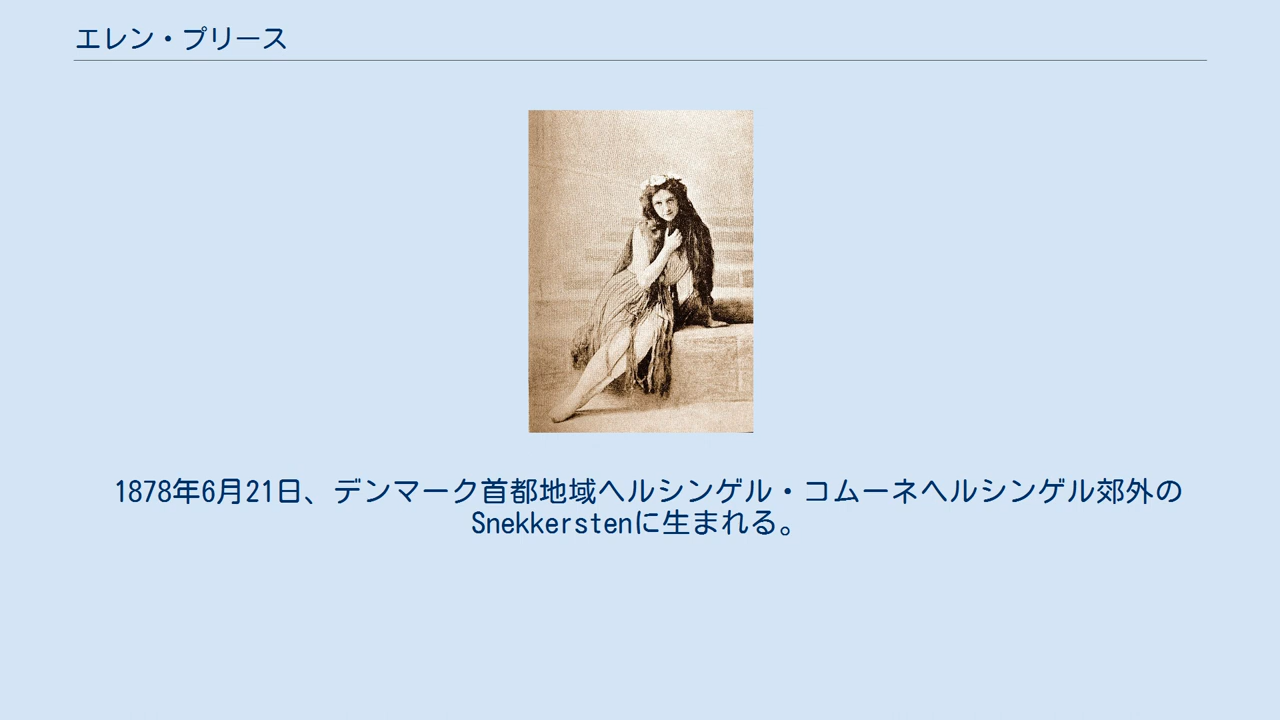 エレン・プリース
1878年6月21日、デンマーク首都地域ヘルシンゲル・コムーネヘルシンゲル郊外の
Snekkerstenに生まれる。